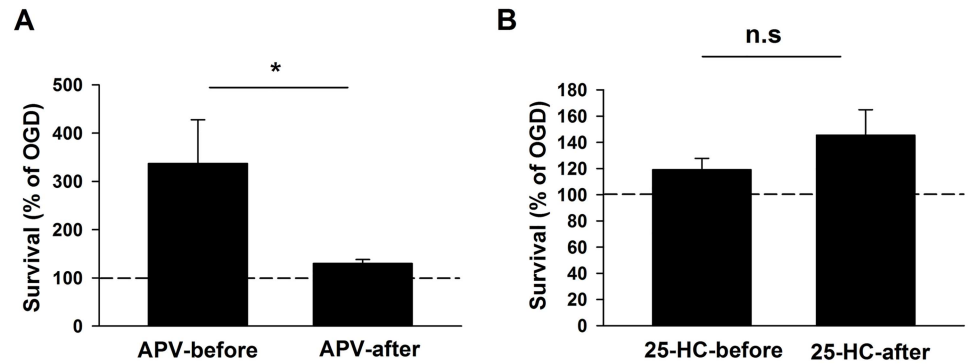 A
B
*
n.s
Survival (% of OGD)
500
400
300
200
100
0
APV-before
APV-after
Survival (% of OGD)
180
160
140
120
100
80
60
40
20
0
25-HC-before
25-HC-after